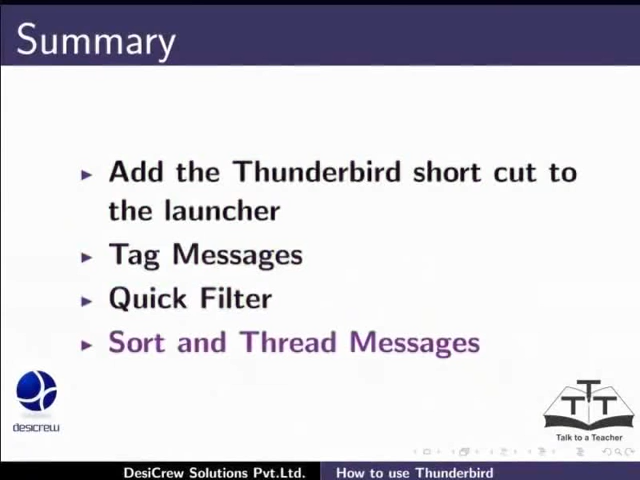 Summary
Add the Thunderbird short cut to
the launcher
Tag Messages
Quick Filter
Sort and Thread Messages
desicrew
TTT
Talk to a Teacher
DesiCrew Solutions Pvt.Ltd. How to use Thunderbird